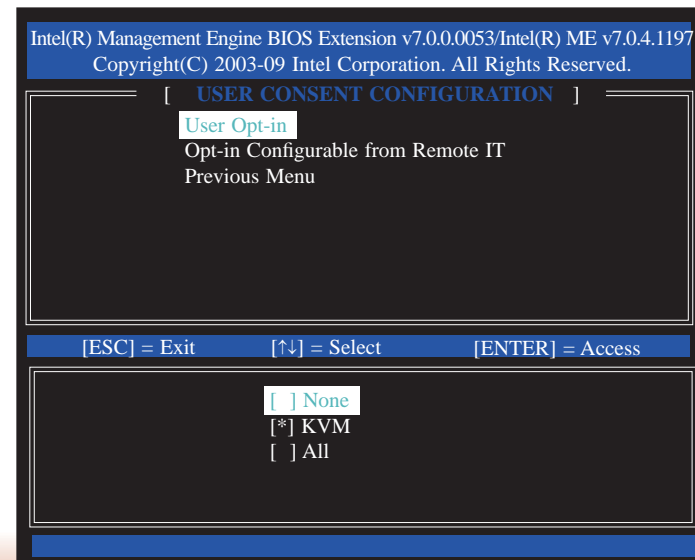 Intel(R) Management Engine BIOS Extension v7.0.0.0053/Intel(R) ME v7.0.4.1197
Copyright(C) 2003-09 Intel Corporation. All Rights Reserved.
[ USER CONSENT CONFIGURATION ]
User Opt-in
Opt-in Configurable from Remote IT
Previous Menu
[ESC] = Exit [↑↓] = Select [ENTER] = Access
[ ] None
[*] KVM
[ ] All